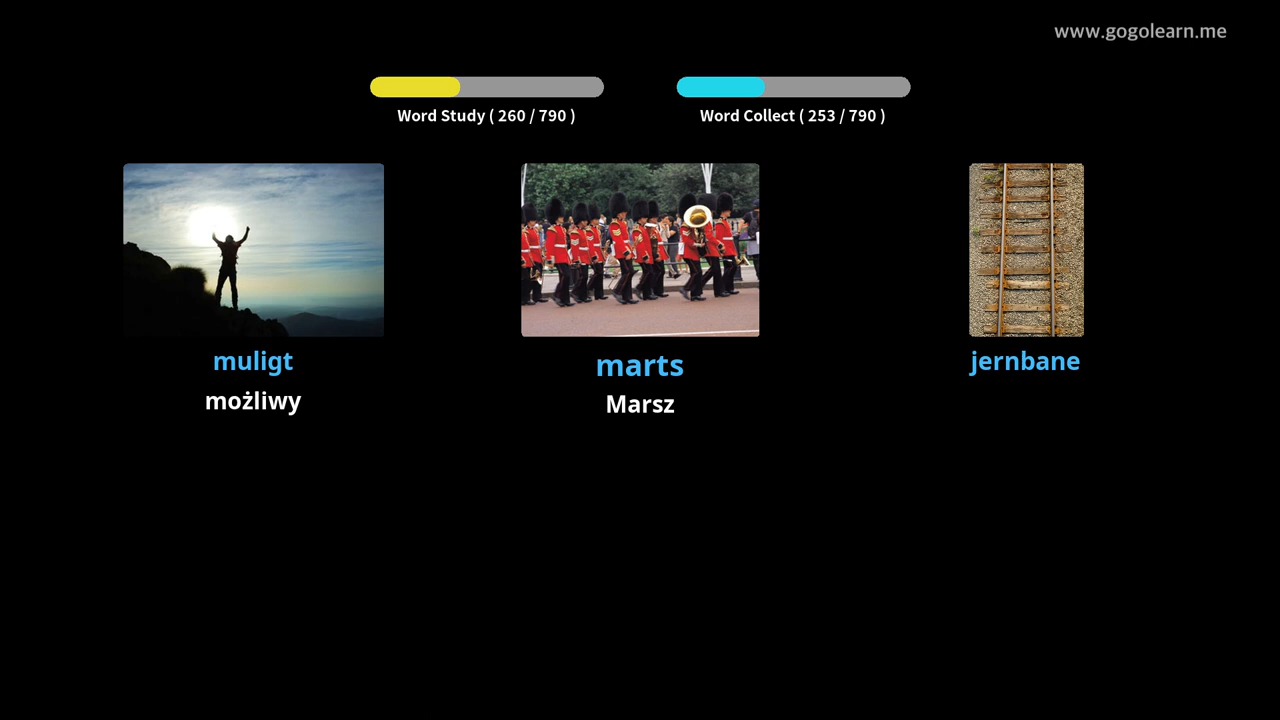 www.gogolearn.me
Word Study ( 260 / 790 )
Word Collect ( 253 / 790 )
muligt
możliwy
marts
Marsz
jernbane